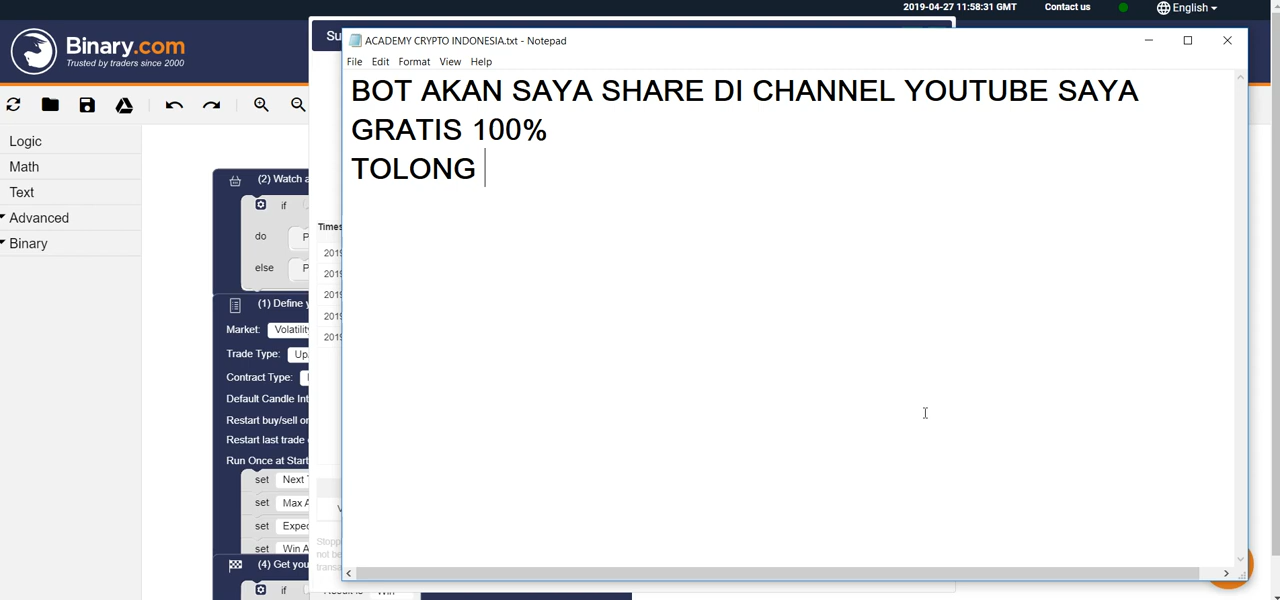 2019-04-27 11:58:31 GMT
Contact us
English
Binary.com
Trusted by traders since 2000
Logic
Math
Text
Advanced
Binary
(2) Watch
if
do
else
(1) Define
Market:
Trade Type:
Contract Type:
Default Candle
Restart buy/sell
Restart last trade
Run Once at Start
set Next
set Max
set
set Win
(4) Get
if
ACADEMY CRYPTO INDONESIA.txt - Notepad
File Edit Format View Help
BOT AKAN SAYA SHARE DI CHANNEL YOUTUBE SAYA
GRATIS 100%
TOLONG